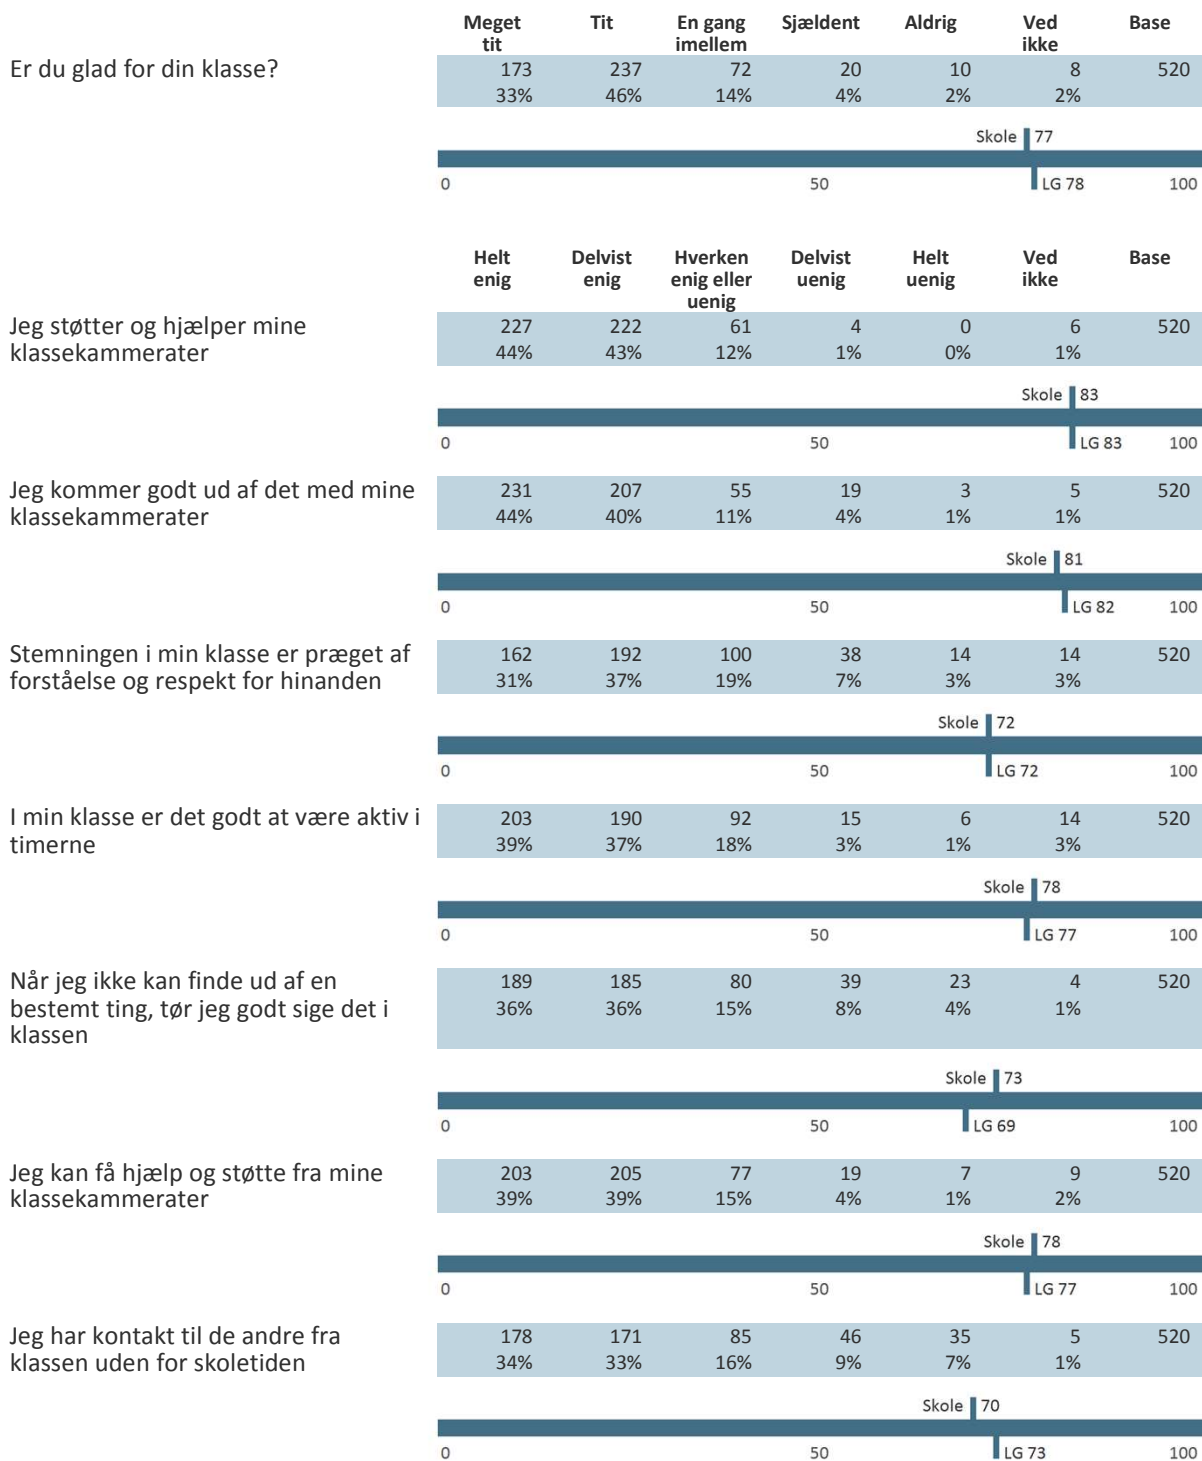 Meget tit Tit En gang imellem Sjældent Aldrig Ved ikke Base
Er du glad for din klasse? 173 237 72 20 10 8 520
33% 46% 14% 4% 2% 2%
Skole 77
0 50 LG 78 100
Helt enig Delvist enig Hverken enig eller uenig Delvist uenig Helt uenig Ved ikke Base
Jeg støtter og hjælper mine 227 222 61 4 0 6 520
klassekammerater 44% 43% 12% 1% 0% 1%
Skole 83
0 50 LG 83 100
Jeg kommer godt ud af det med mine 231 207 55 19 3 5 520
klassekammerater 44% 40% 11% 4% 1% 1%
Skole 81
0 50 LG 82 100
Stemningen i min klasse er præget af 162 192 100 38 14 14 520
forståelse og respekt for hinanden 31% 37% 19% 7% 3% 3%
Skole 72
0 50 LG 72 100
I min klasse er det godt at være aktiv i 203 190 92 15 6 14 520
timerne 39% 37% 18% 3% 1% 3%
Skole 78
0 50 LG 77 100
Når jeg ikke kan finde ud af en 189 185 80 39 23 4 520
bestemt ting, tør jeg godt sige det i 36% 36% 15% 8% 4% 1%
klassen
Skole 73
0 50 LG 69 100
Jeg kan få hjælp og støtte fra mine 203 205 77 19 7 9 520
klassekammerater 39% 39% 15% 4% 1% 2%
Skole 78
0 50 LG 77 100
Jeg har kontakt til de andre fra 178 171 85 46 35 5 520
klassen uden for skoletiden 34% 33% 16% 9% 7% 1%
Skole 70
0 50 LG 73 100